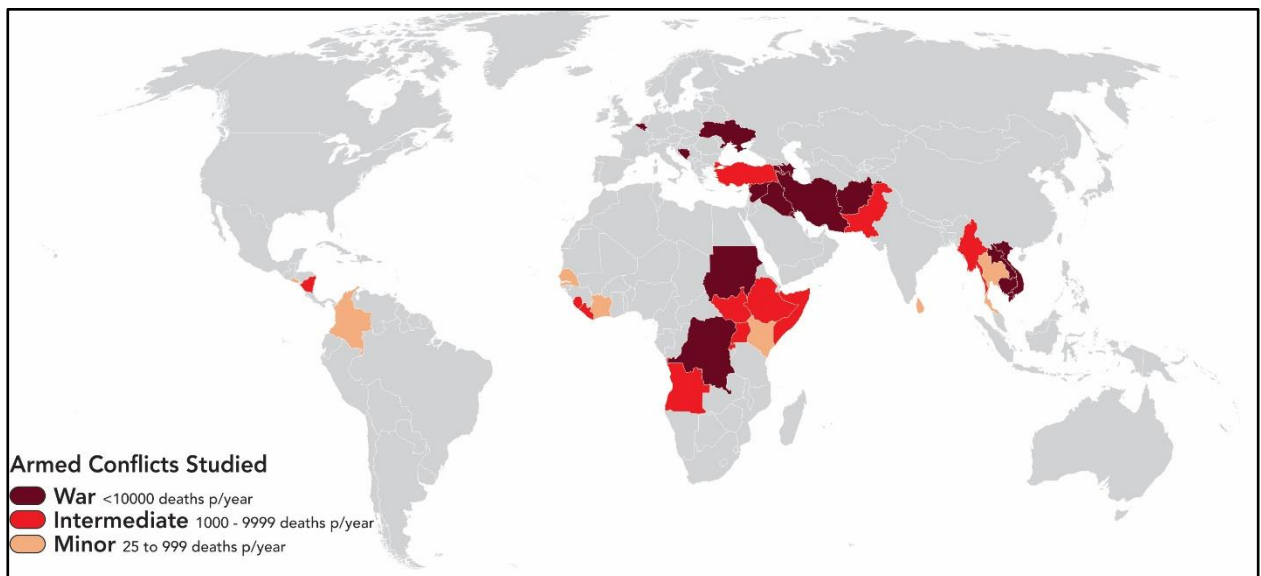 Armed Conflicts Studied
War <10000 deaths p/year
Intermediate 1000 - 9999 deaths p/year
Minor 25 to 999 deaths p/year